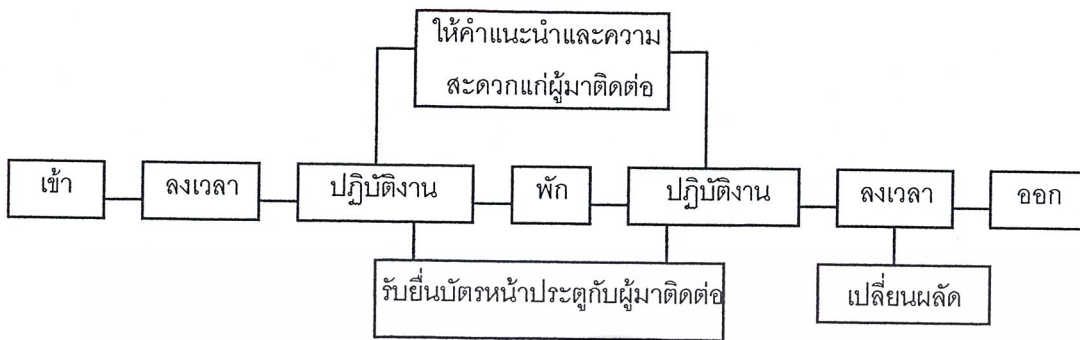 ให้คำแนะนำและความ
สะดวกแก่ผู้มาติดต่อ
เข้า
ลงเวลา
ปฏิบัติงาน
พัก
ปฏิบัติงาน
ลงเวลา
ออก
รับยื่นบัตรหน้าประตูกับผู้มาติดต่อ
เปลี่ยนผลัด